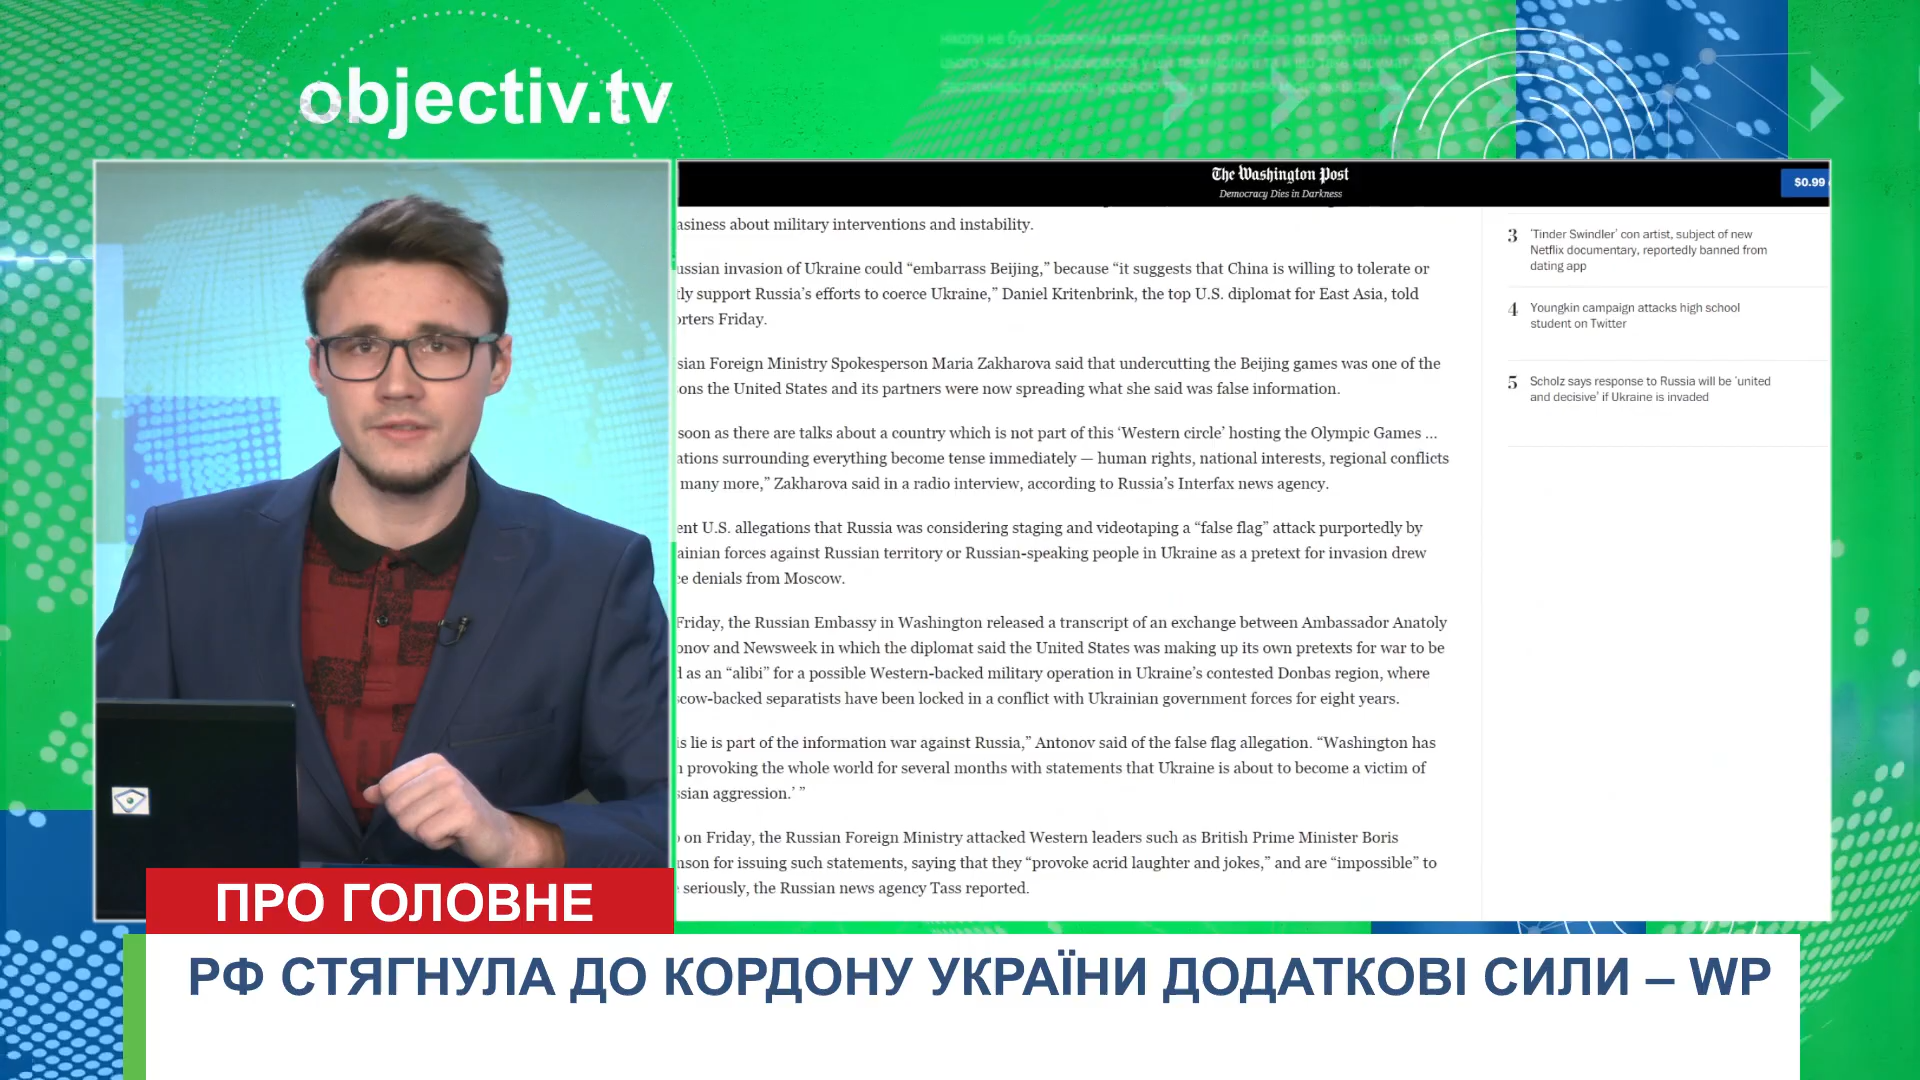 objectiv.tv
The Washington Post
Democracy Dies in Darkness
$0.99
asiness about military interventions and instability.
ussian invasion of Ukraine could “embarrass Beijing,” because “it suggests that China is willing to tolerate or
tly support Russia’s efforts to coerce Ukraine,” Daniel Kritenbrink, the top U.S. diplomat for East Asia, told
orters Friday.
sian Foreign Ministry Spokesperson Maria Zakharova said that undercutting the Beijing games was one of the
ons the United States and its partners were now spreading what she said was false information.
soon as there are talks about a country which is not part of this ‘Western circle’ hosting the Olympic Games …
ations surrounding everything become tense immediately — human rights, national interests, regional conflicts
many more,” Zakharova said in a radio interview, according to Russia’s Interfax news agency.
ent U.S. allegations that Russia was considering staging and videotaping a “false flag” attack purportedly by
ainian forces against Russian territory or Russian-speaking people in Ukraine as a pretext for invasion drew
ce denials from Moscow.
Friday, the Russian Embassy in Washington released a transcript of an exchange between Ambassador Anatoly
onov and Newsweek in which the diplomat said the United States was making up its own pretexts for war to be
d as an “alibi” for a possible Western-backed military operation in Ukraine’s contested Donbas region, where
scow-backed separatists have been locked in a conflict with Ukrainian government forces for eight years.
is lie is part of the information war against Russia,” Antonov said of the false flag allegation. “Washington has
n provoking the whole world for several months with statements that Ukraine is about to become a victim of
ssian aggression.’ ”
o on Friday, the Russian Foreign Ministry attacked Western leaders such as British Prime Minister Boris
nson for issuing such statements, saying that they “provoke acrid laughter and jokes,” and are “impossible” to
seriously, the Russian news agency Tass reported.
3 ‘Tinder Swindler’ con artist, subject of new
Netflix documentary, reportedly banned from
dating app
4 Youngkin campaign attacks high school
student on Twitter
5 Scholz says response to Russia will be ‘united
and decisive’ if Ukraine is invaded
ПРО ГОЛОВНЕ
РФ СТЯГНУЛА ДО КОРДОНУ УКРАЇНИ ДОДАТКОВІ СИЛИ – WP